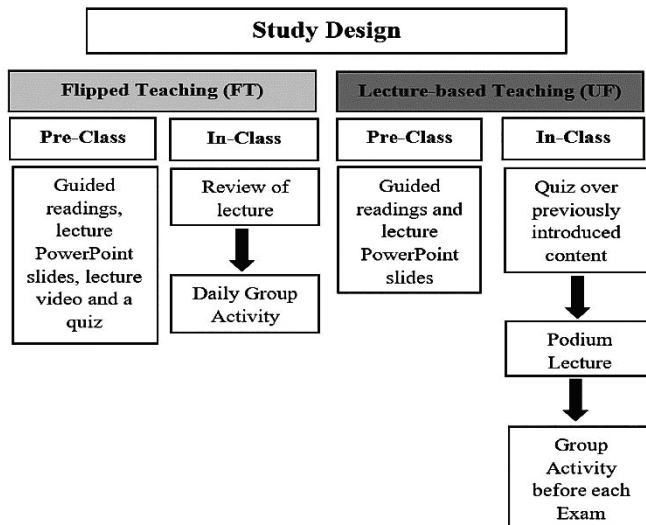 Study Design
Flipped Teaching (FT)
Pre-Class
Guided
readings,
lecture
PowerPoint
slides, lecture
video and a
quiz
In-Class
Review of
lecture
Daily Group
Activity
Lecture-based Teaching (UF)
Pre-Class
Guided
readings and
lecture
PowerPoint
slides
In-Class
Quiz over
previously
introduced
content
Podium
Lecture
Group
Activity
before each
Exam